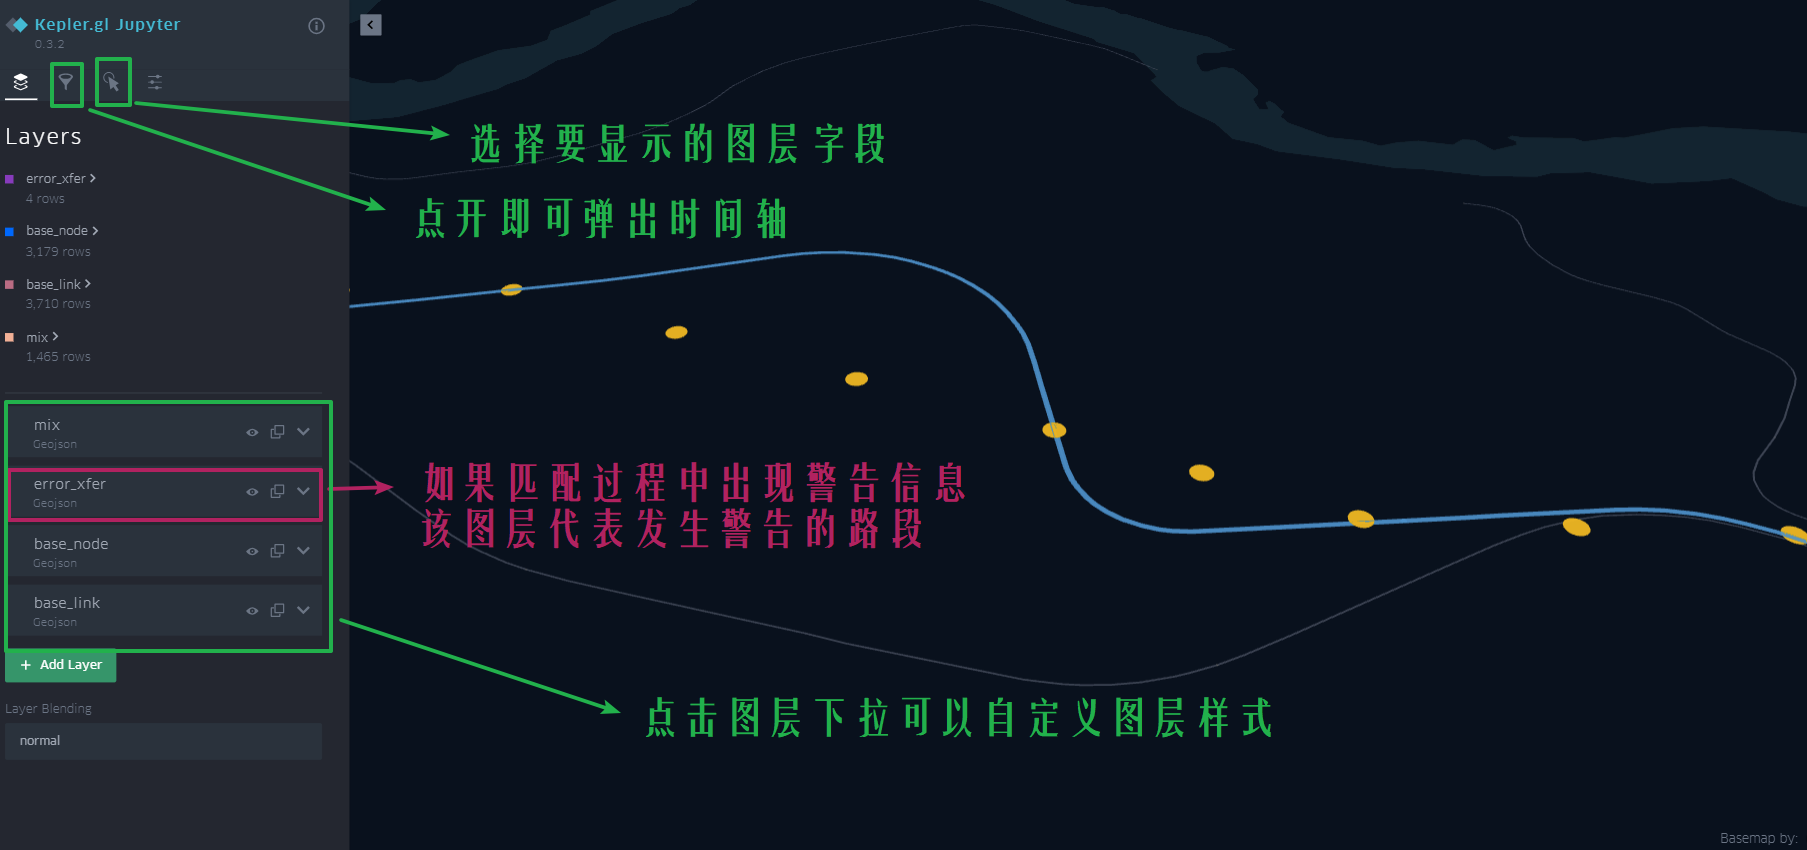 Kepler.gl Jupyter
0.3.2
Layers
error_xfer
4 rows
base_node
3,179 rows
base_link
3,710 rows
mix
1,465 rows
mix
Geojson
error_xfer
Geojson
base_node
Geojson
base_link
Geojson
+ Add Layer
Layer Blending
normal
选择要显示的图层字段
点开即可弹出时间轴
如果匹配过程中出现警告信息
该图层代表发生警告的路段
点击图层下拉可以自定义图层样式
Basemap by: